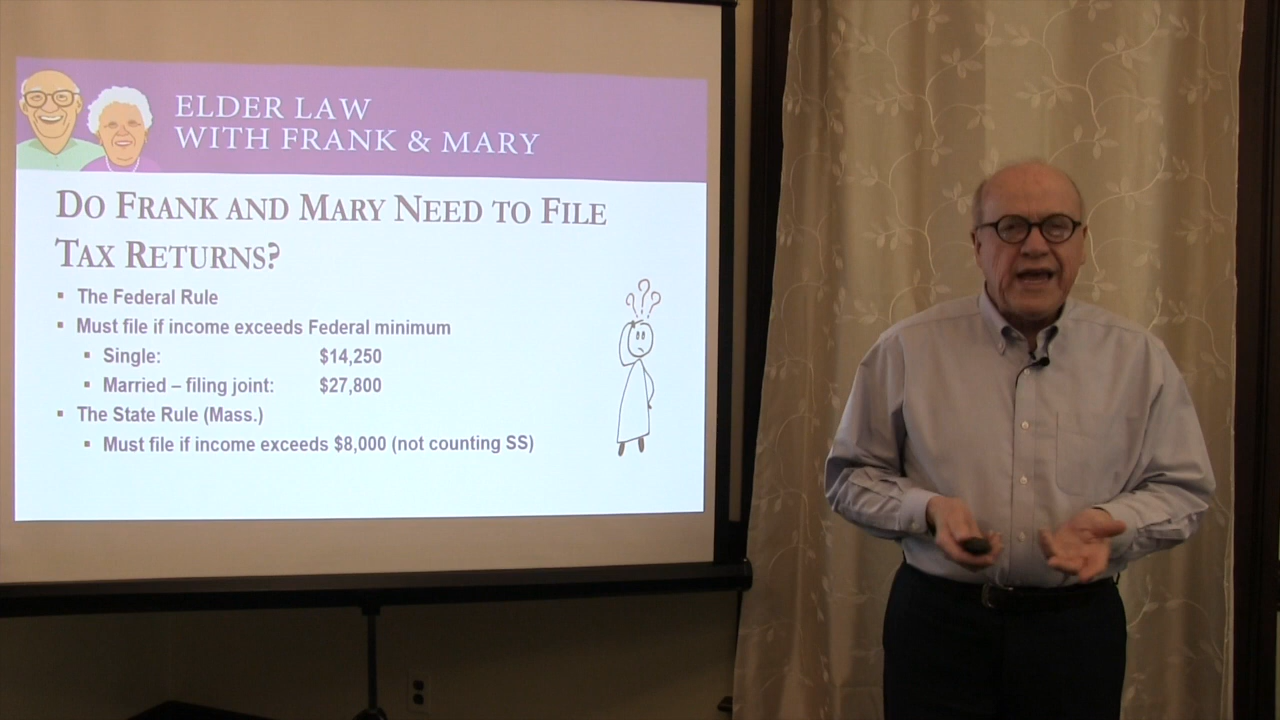 ELDER LAW
WITH FRANK & MARY
DO FRANK AND MARY NEED TO FILE
TAX RETURNS?
▪ The Federal Rule
▪ Must file if income exceeds Federal minimum
▪ Single: $14,250
▪ Married – filing joint: $27,800
▪ The State Rule (Mass.)
▪ Must file if income exceeds $8,000 (not counting SS)
???